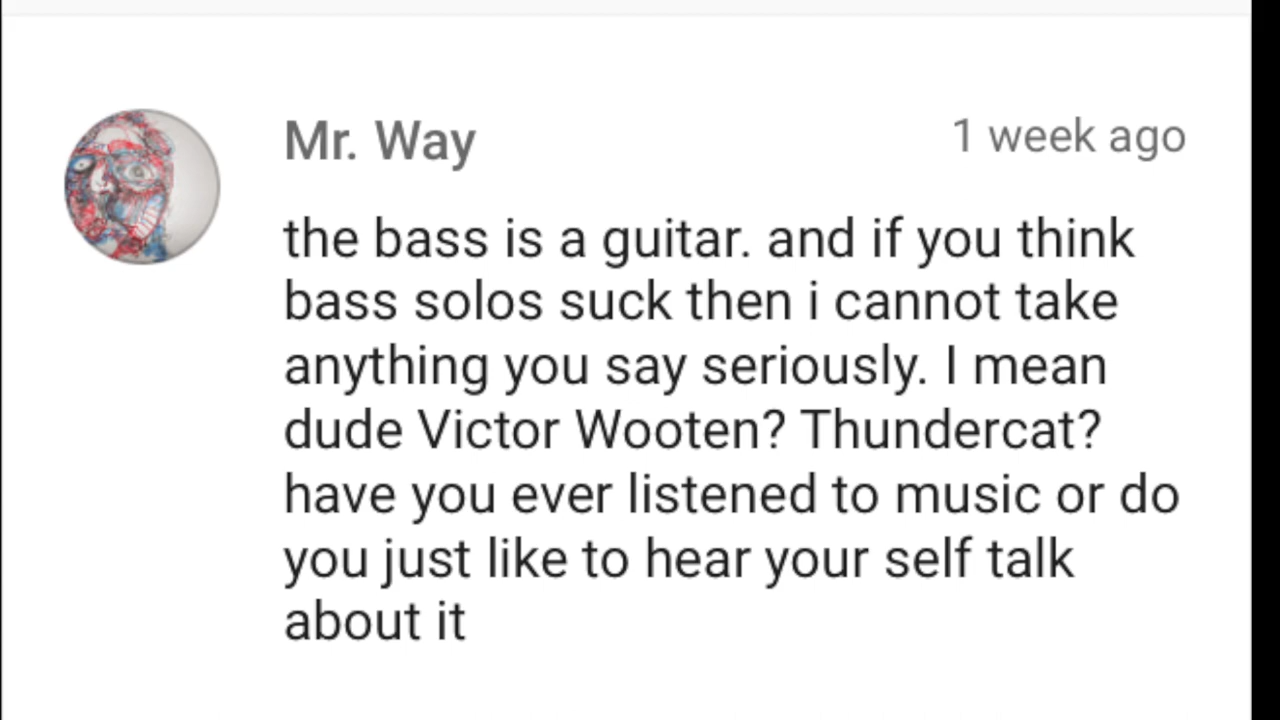 Mr. Way
1 week ago
the bass is a guitar. and if you think
bass solos suck then i cannot take
anything you say seriously. I mean
dude Victor Wooten? Thundercat?
have you ever listened to music or do
you just like to hear your self talk
about it